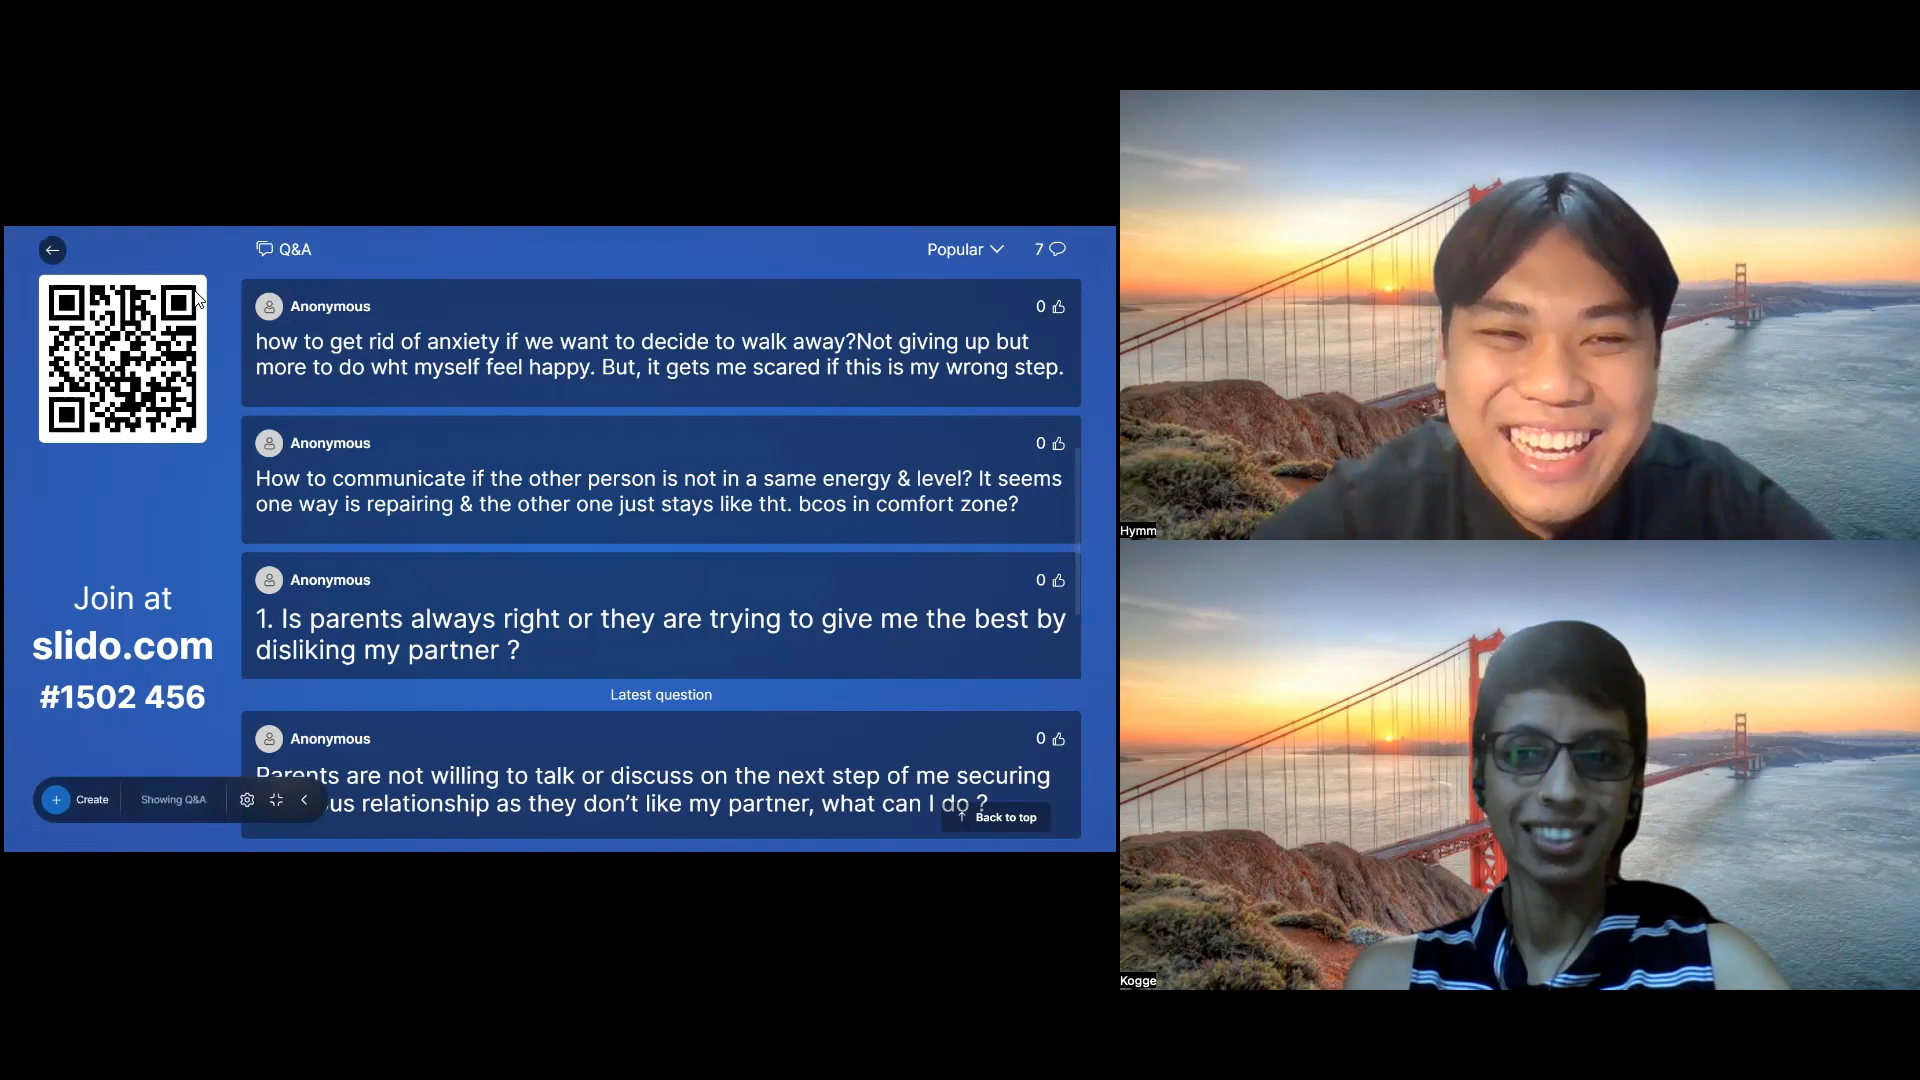 Q&A
Popular
7
Anonymous
0
how to get rid of anxiety if we want to decide to walk away?Not giving up but
more to do wht myself feel happy. But, it gets me scared if this is my wrong step.
Anonymous
0
How to communicate if the other person is not in a same energy & level? It seems
one way is repairing & the other one just stays like tht. bcos in comfort zone?
Anonymous
0
1. Is parents always right or they are trying to give me the best by
disliking my partner ?
Latest question
Anonymous
0
Parents are not willing to talk or discuss on the next step of me securing
relationship as they don’t like my partner, what can I do ?
Back to top
Join at
slido.com
#1502 456
Create
Showing Q&A
Hymm
Kogge